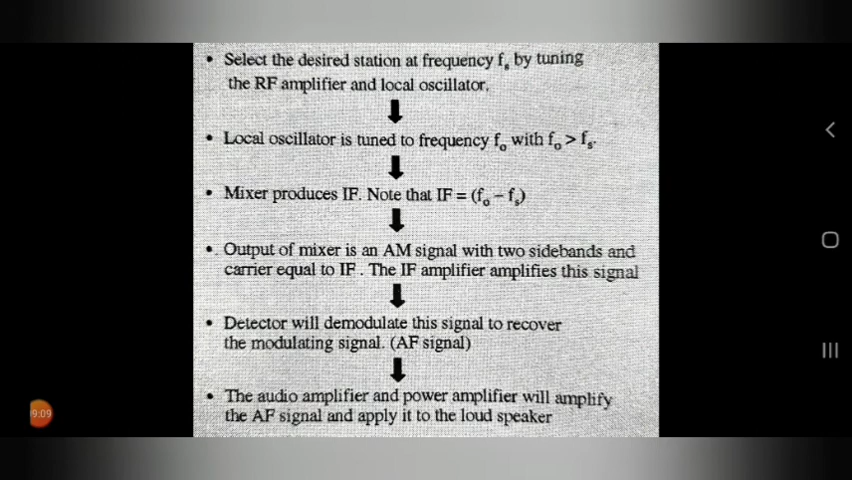 • Select the desired station at frequency fₛ by tuning
the RF amplifier and local oscillator.
• Local oscillator is tuned to frequency fₒ with fₒ > fₛ.
• Mixer produces IF. Note that IF = (fₒ – fₛ)
• Output of mixer is an AM signal with two sidebands and
carrier equal to IF . The IF amplifier amplifies this signal
• Detector will demodulate this signal to recover
the modulating signal. (AF signal)
• The audio amplifier and power amplifier will amplify
the AF signal and apply it to the loud speaker
9:09